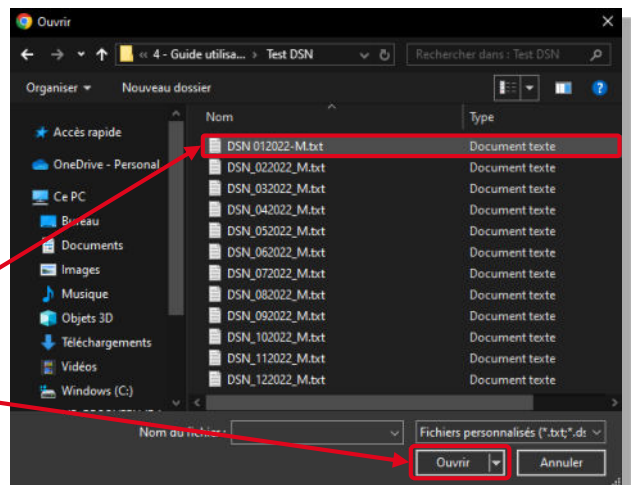 Ouvrir
« 4 - Guide utilisa... › Test DSN
Rechercher dans : Test DSN
Organiser
Nouveau dossier
Nom
Type
Accès rapide
OneDrive - Personal
Ce PC
Bureau
Documents
Images
Musique
Objets 3D
Téléchargements
Vidéos
Windows (C:)
DSN 012022-M.txt Document texte
DSN_022022_M.txt Document texte
DSN_032022_M.txt Document texte
DSN_042022_M.txt Document texte
DSN_052022_M.txt Document texte
DSN_062022_M.txt Document texte
DSN_072022_M.txt Document texte
DSN_082022_M.txt Document texte
DSN_092022_M.txt Document texte
DSN_102022_M.txt Document texte
DSN_112022_M.txt Document texte
DSN_122022_M.txt Document texte
Nom du fichier :
Fichiers personnalisés (*.txt;*.ds
Ouvrir
Annuler